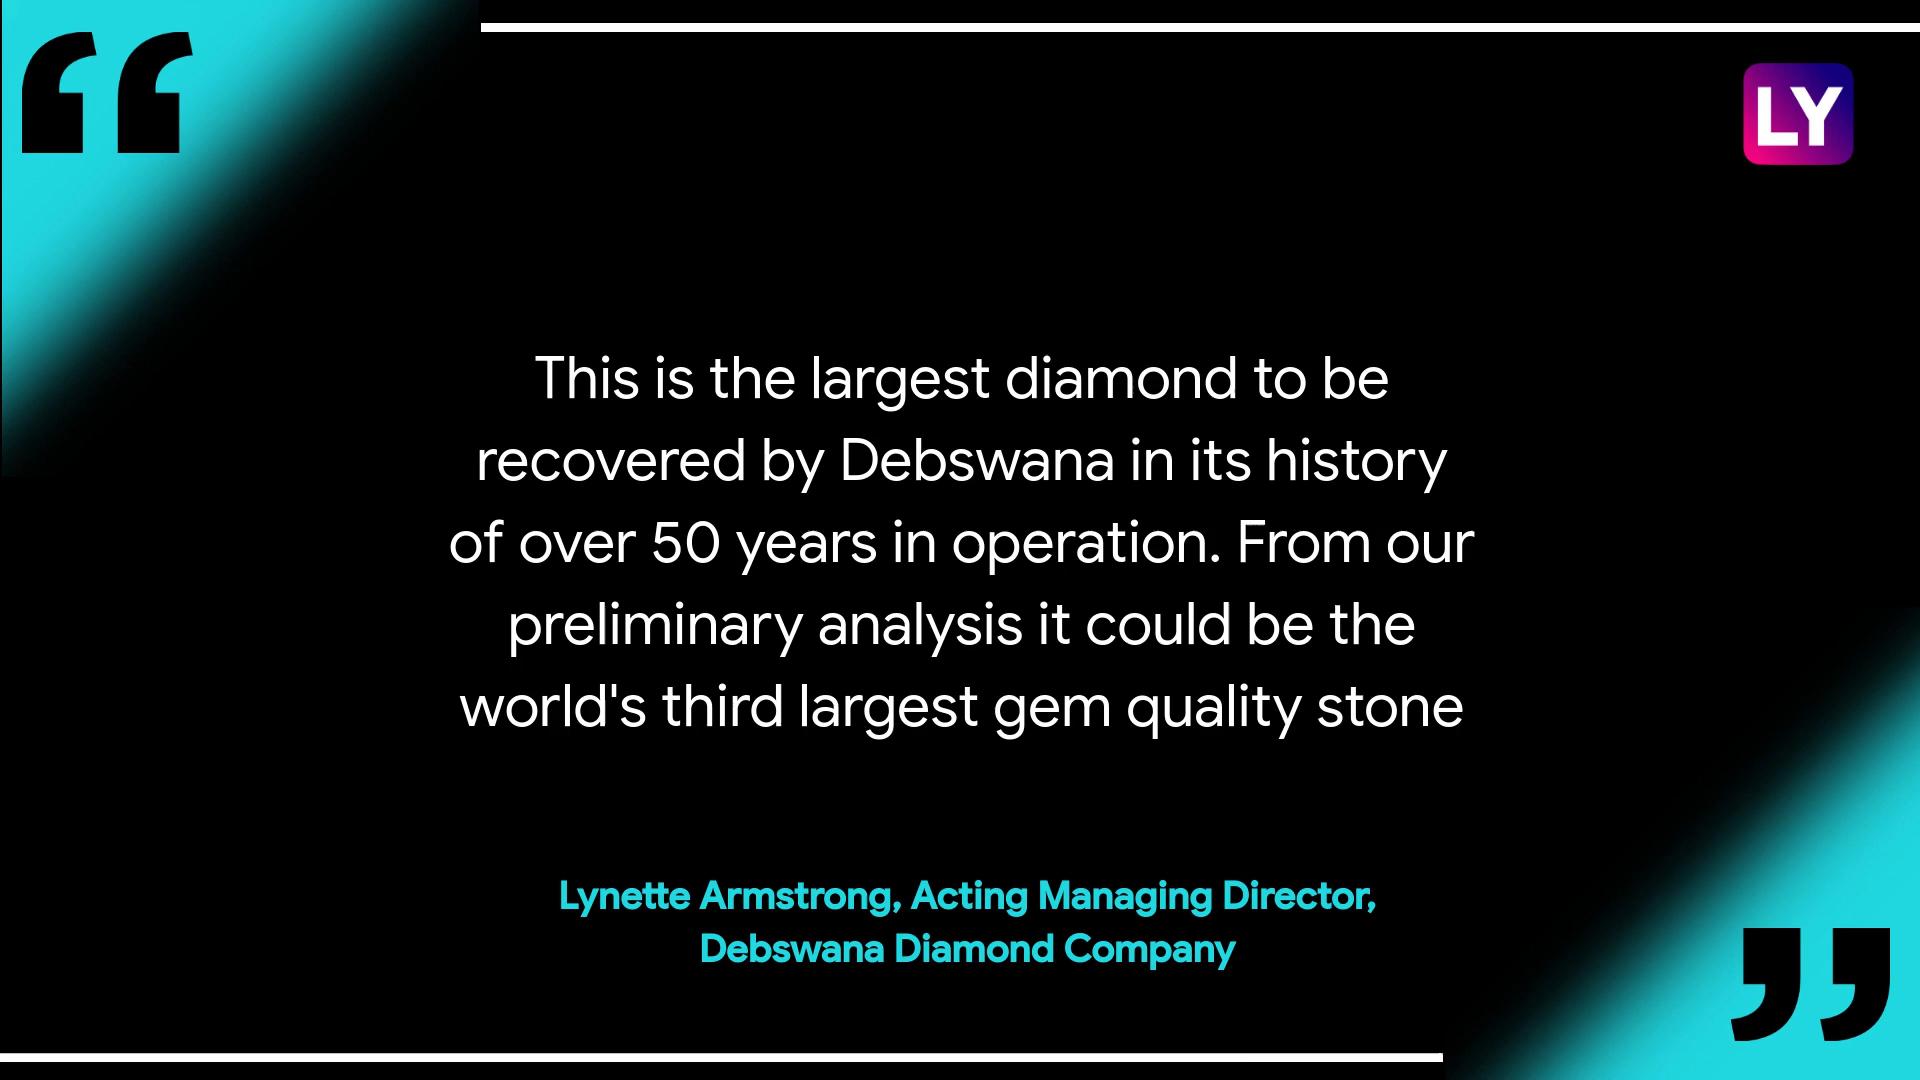 “
LY
This is the largest diamond to be
recovered by Debswana in its history
of over 50 years in operation. From our
preliminary analysis it could be the
world's third largest gem quality stone
Lynette Armstrong, Acting Managing Director,
Debswana Diamond Company
”